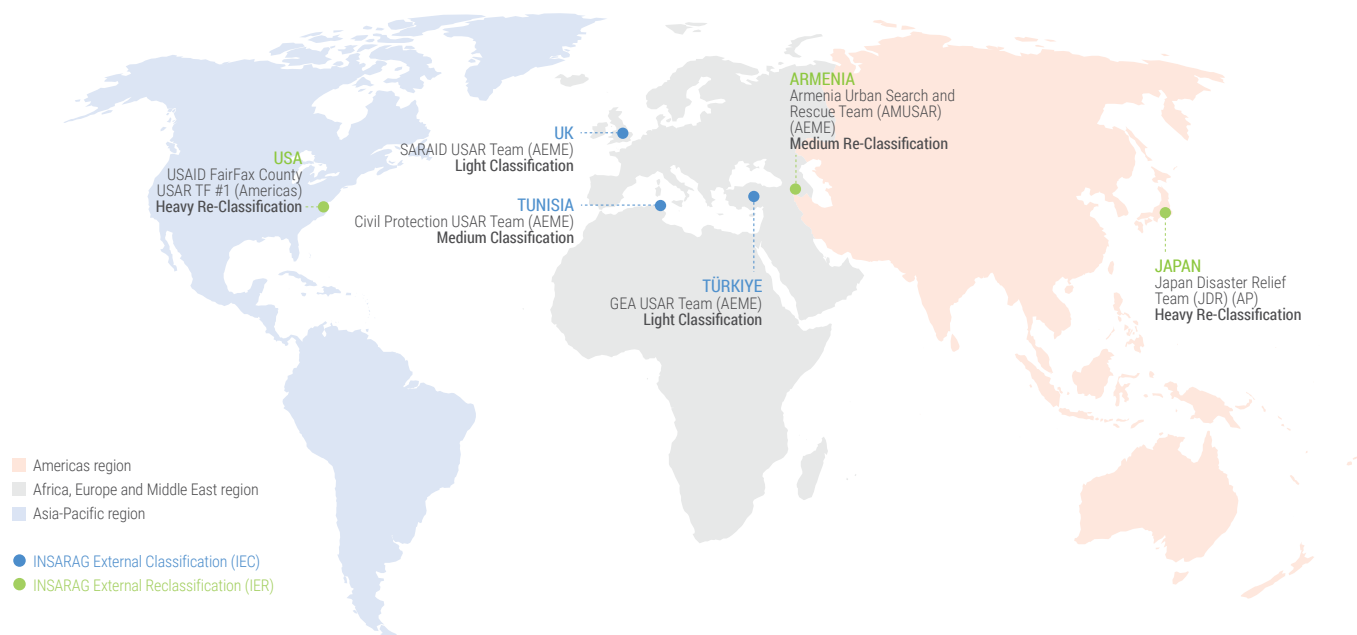 ARMENIA
Armenia Urban Search and
Rescue Team (AMUSAR)
(AEME)
Medium Re-Classification
UK
SARAID USAR Team (AEME)
Light Classification
USA
USAID FairFax County
USAR TF #1 (Americas)
Heavy Re-Classification
TUNISIA
Civil Protection USAR Team (AEME)
Medium Classification
TÜRKIYE
GEA USAR Team (AEME)
Light Classification
JAPAN
Japan Disaster Relief
Team (JDR) (AP)
Heavy Re-Classification
Americas region
Africa, Europe and Middle East region
Asia-Pacific region
INSARAG External Classification (IEC)
INSARAG External Reclassification (IER)